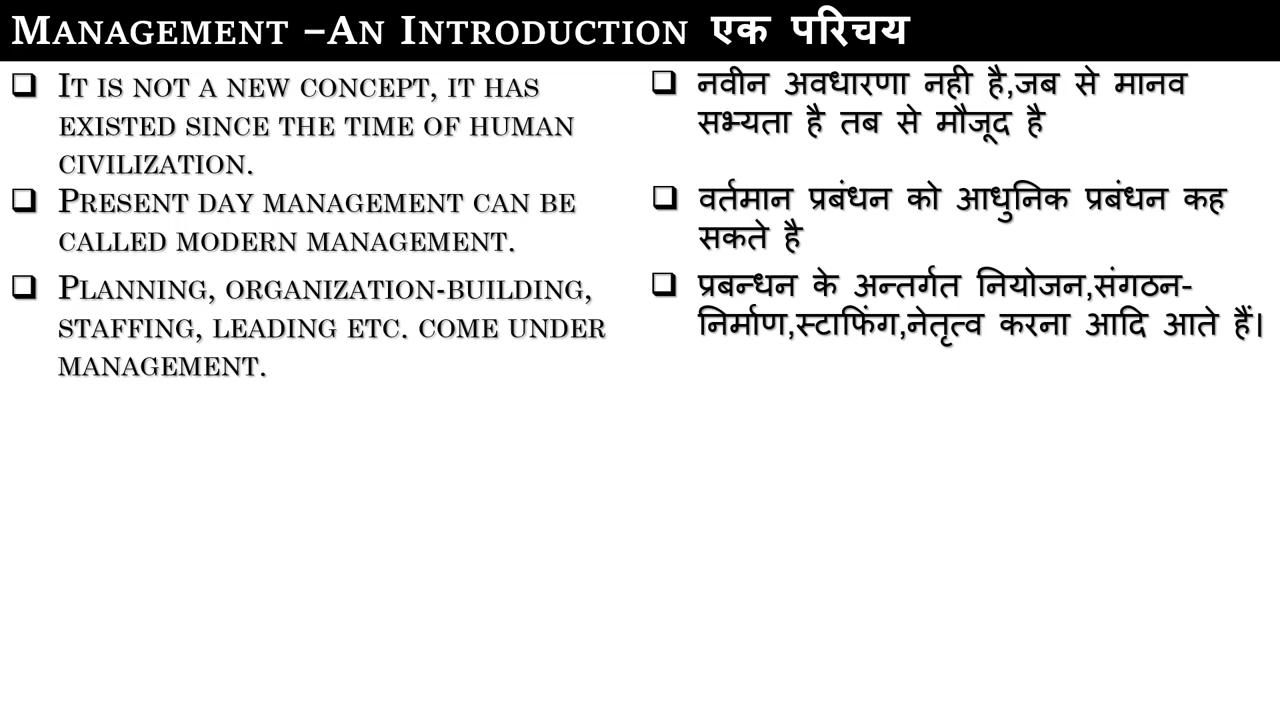 Management –An Introduction एक परिचय
It is not a new concept, it has
existed since the time of human
civilization.
Present day management can be
called modern management.
Planning, organization-building,
staffing, leading etc. come under
management.
नवीन अवधारणा नही है,जब से मानव
सभ्यता है तब से मौजूद है
वर्तमान प्रबंधन को आधुनिक प्रबंधन कह
सकते है
प्रबन्धन के अन्तर्गत नियोजन,संगठन-
निर्माण,स्टाफिंग,नेतृत्व करना आदि आते हैं।